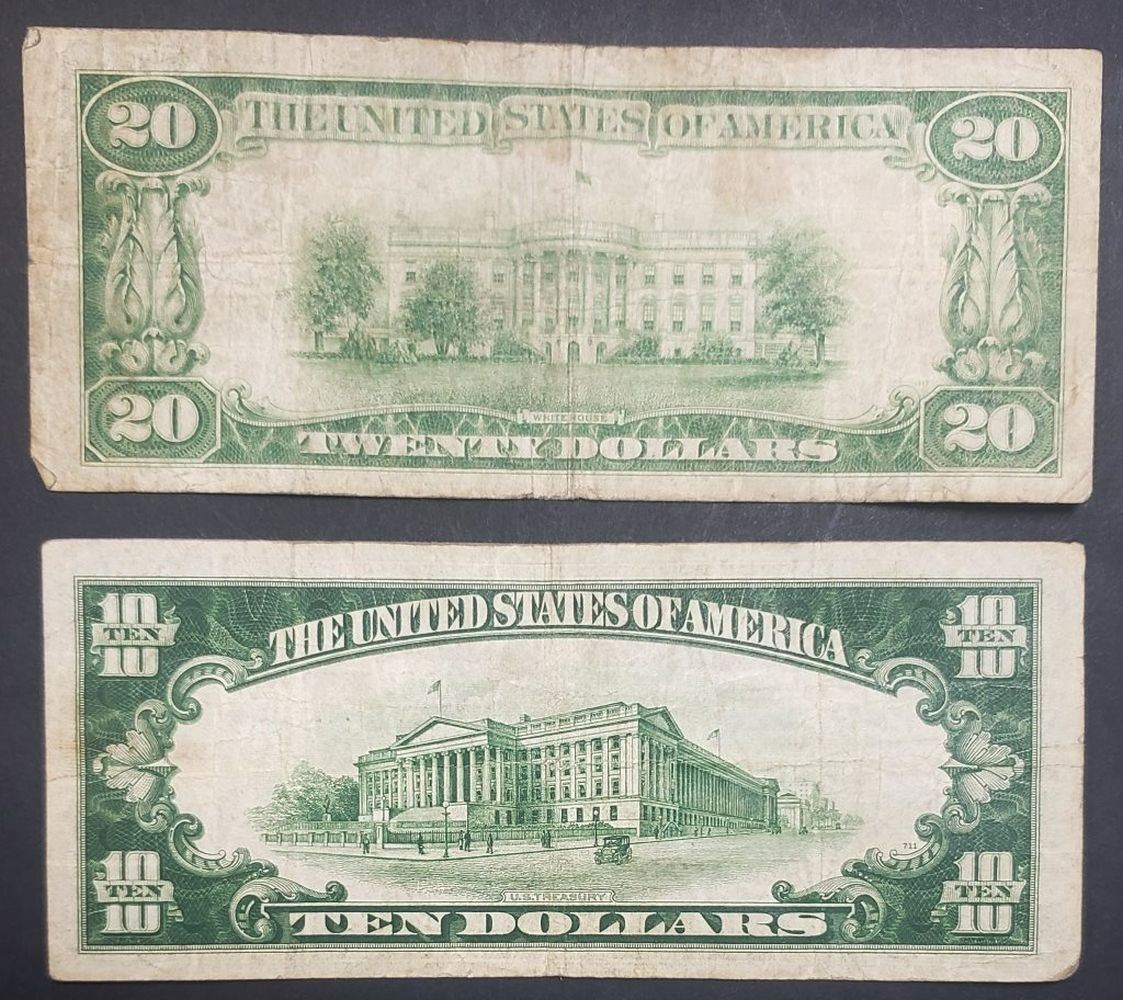 20 THE UNITED STATES OF AMERICA 20
WHITE HOUSE
20 TWENTY DOLLARS 20
10 THE UNITED STATES OF AMERICA 10
TEN TEN
10 10
711
10 10
TEN U.S. TREASURY TEN
10 TEN DOLLARS 10